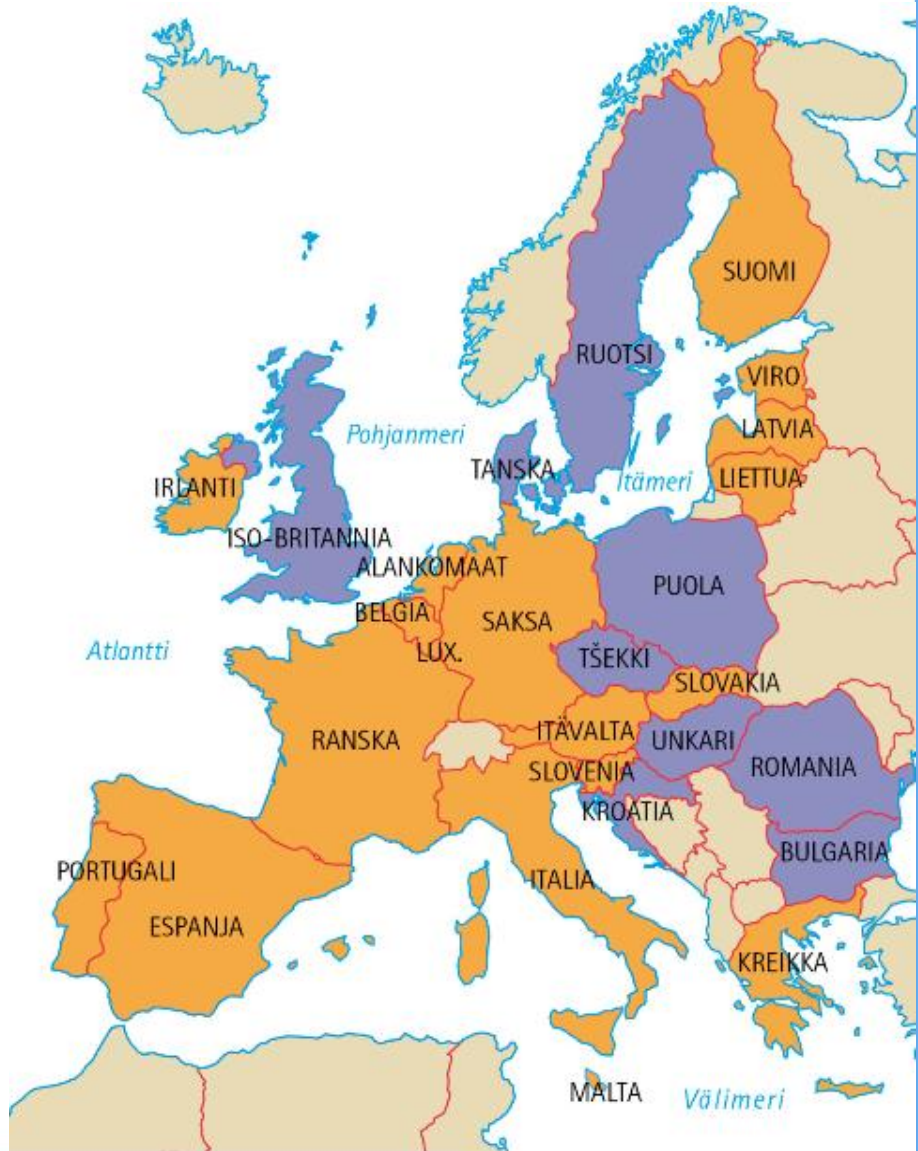 SUOMI
RUOTSI
VIRO
Pohjanmeri
LATVIA
TANSKA
Itämeri
LIETTUA
IRLANTI
ISO-BRITANNIA
ALANKOMAAT
PUOLA
BELGIA
SAKSA
Atlantti
LUX.
TŠEKKI
SLOVAKIA
RANSKA
ITÄVALTA
UNKARI
SLOVENIA
ROMANIA
KROATIA
BULGARIA
PORTUGALI
ITALIA
ESPANJA
KREIKKA
MALTA
Välimeri